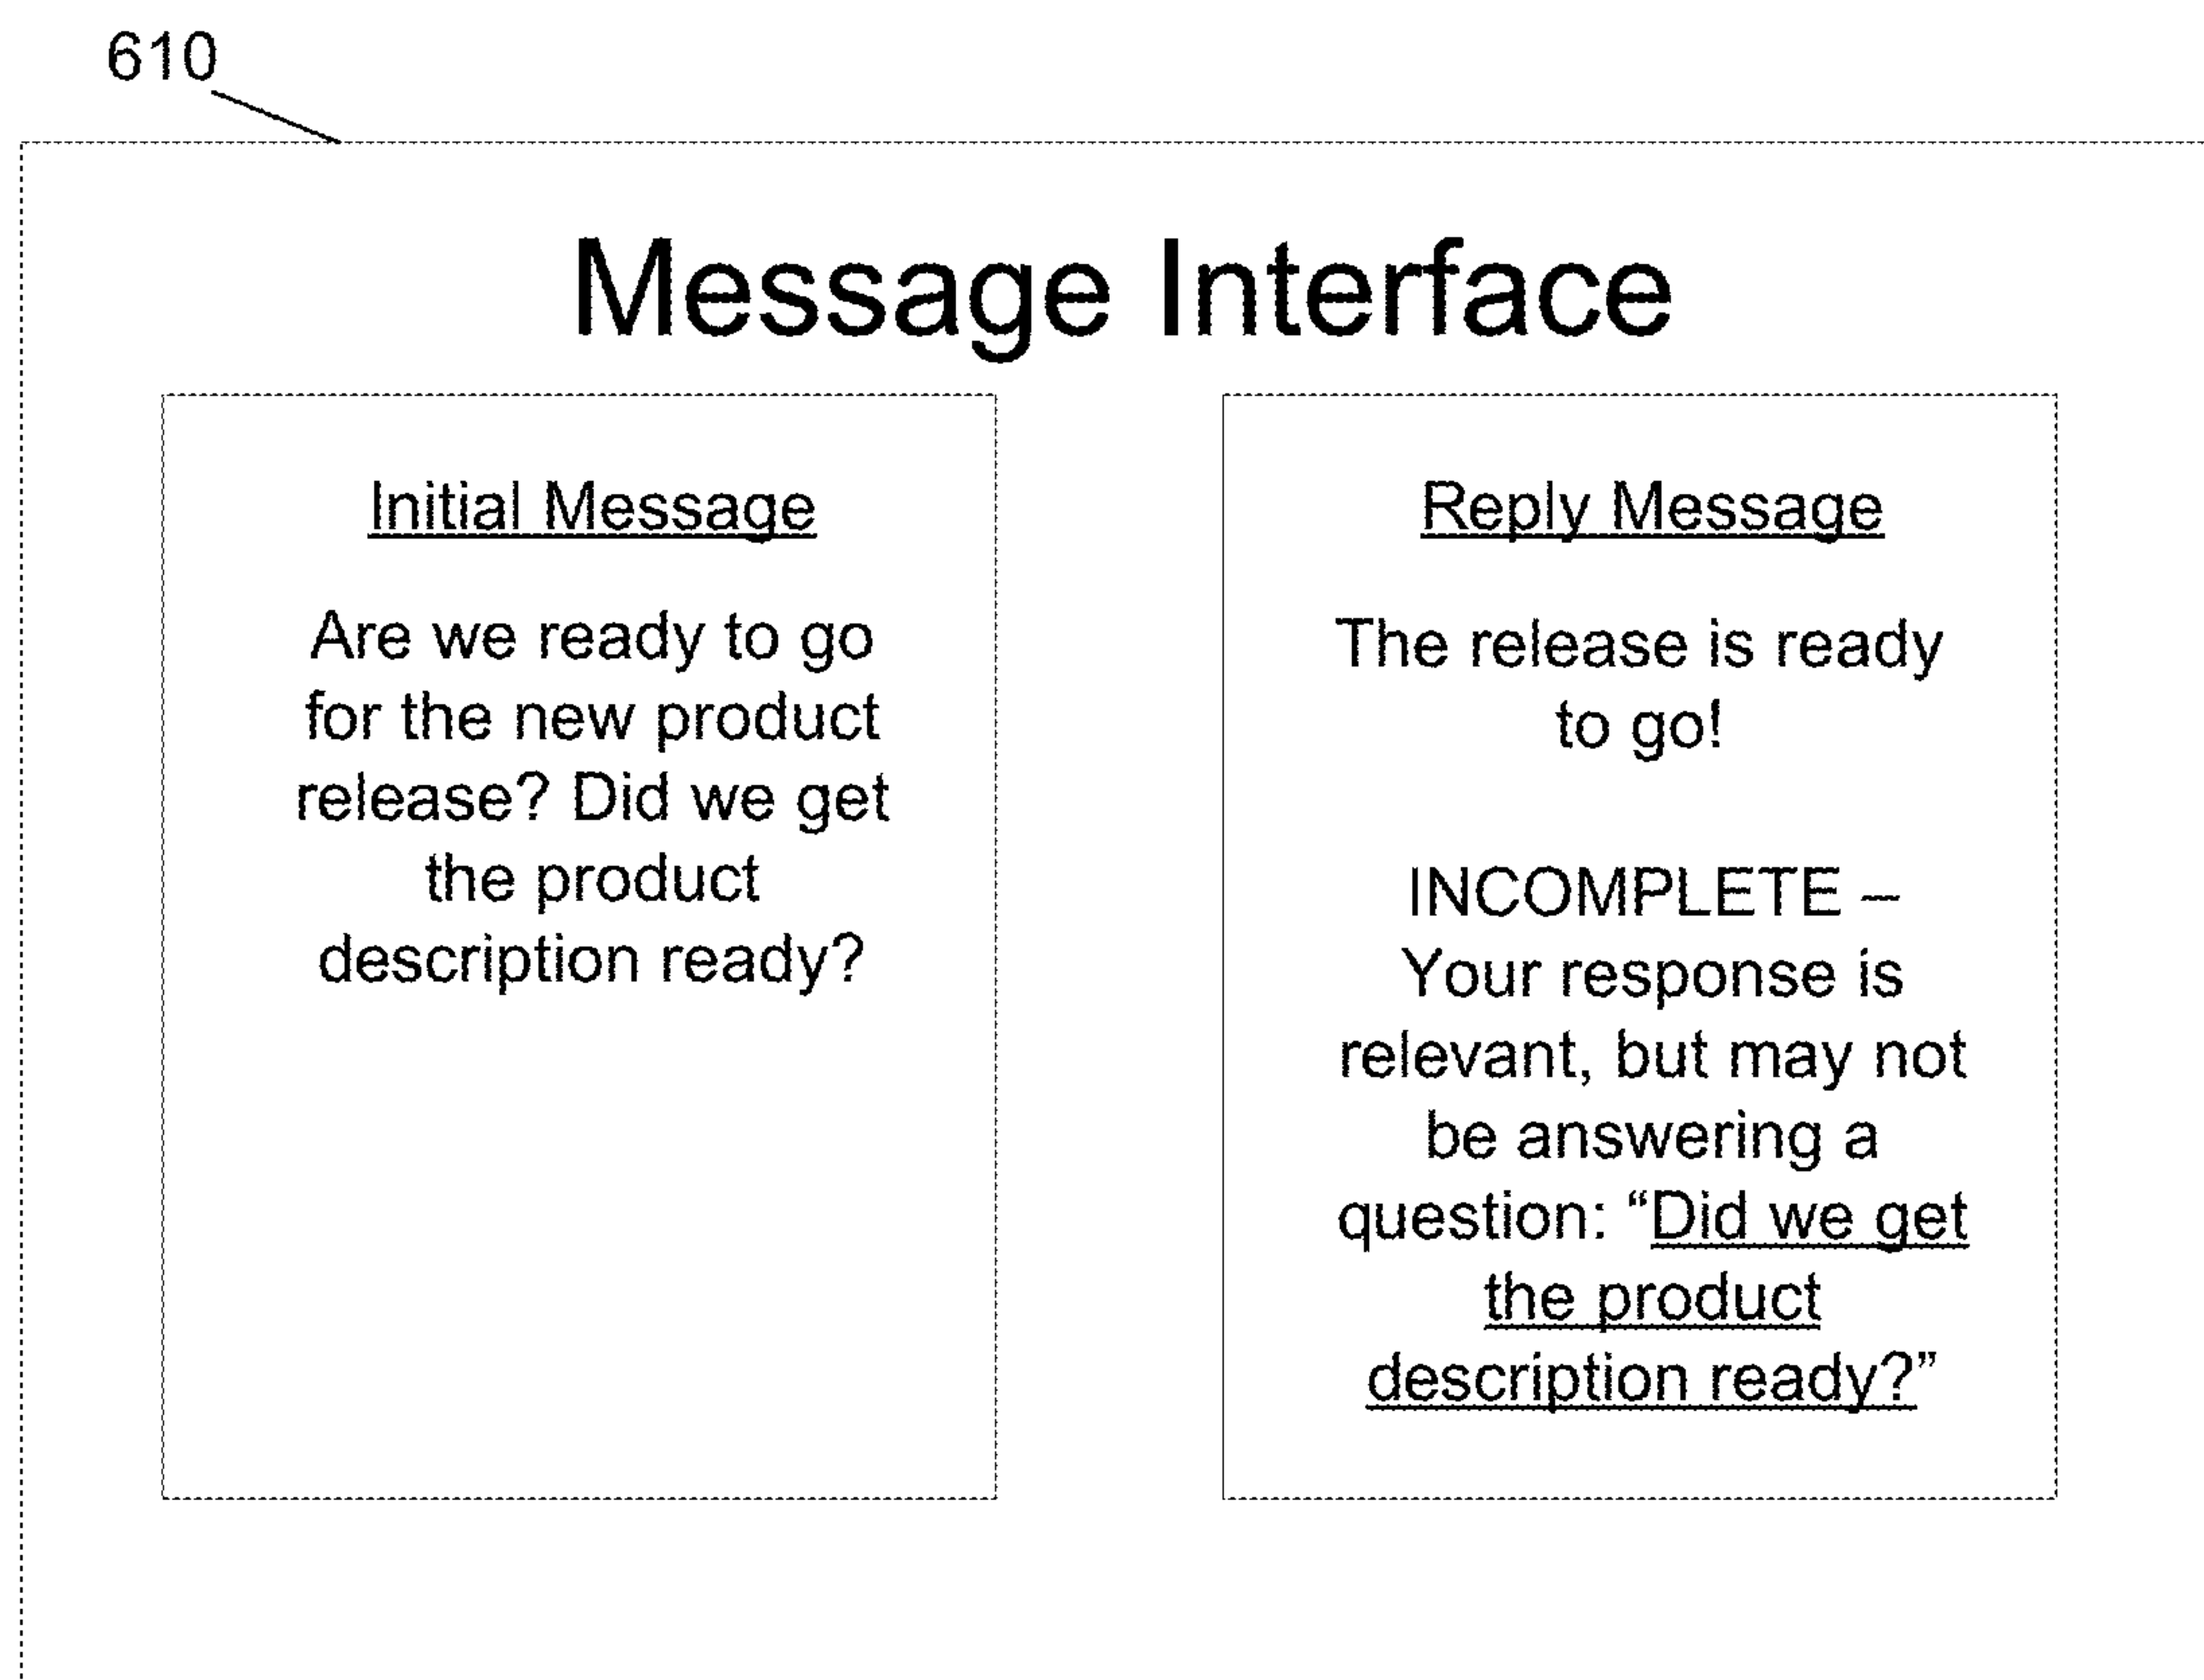 610
Message Interface
Initial Message
Are we ready to go
for the new product
release? Did we get
the product
description ready?
Reply Message
The release is ready
to go!
INCOMPLETE –
Your response is
relevant, but may not
be answering a
question: “Did we get
the product
description ready?”